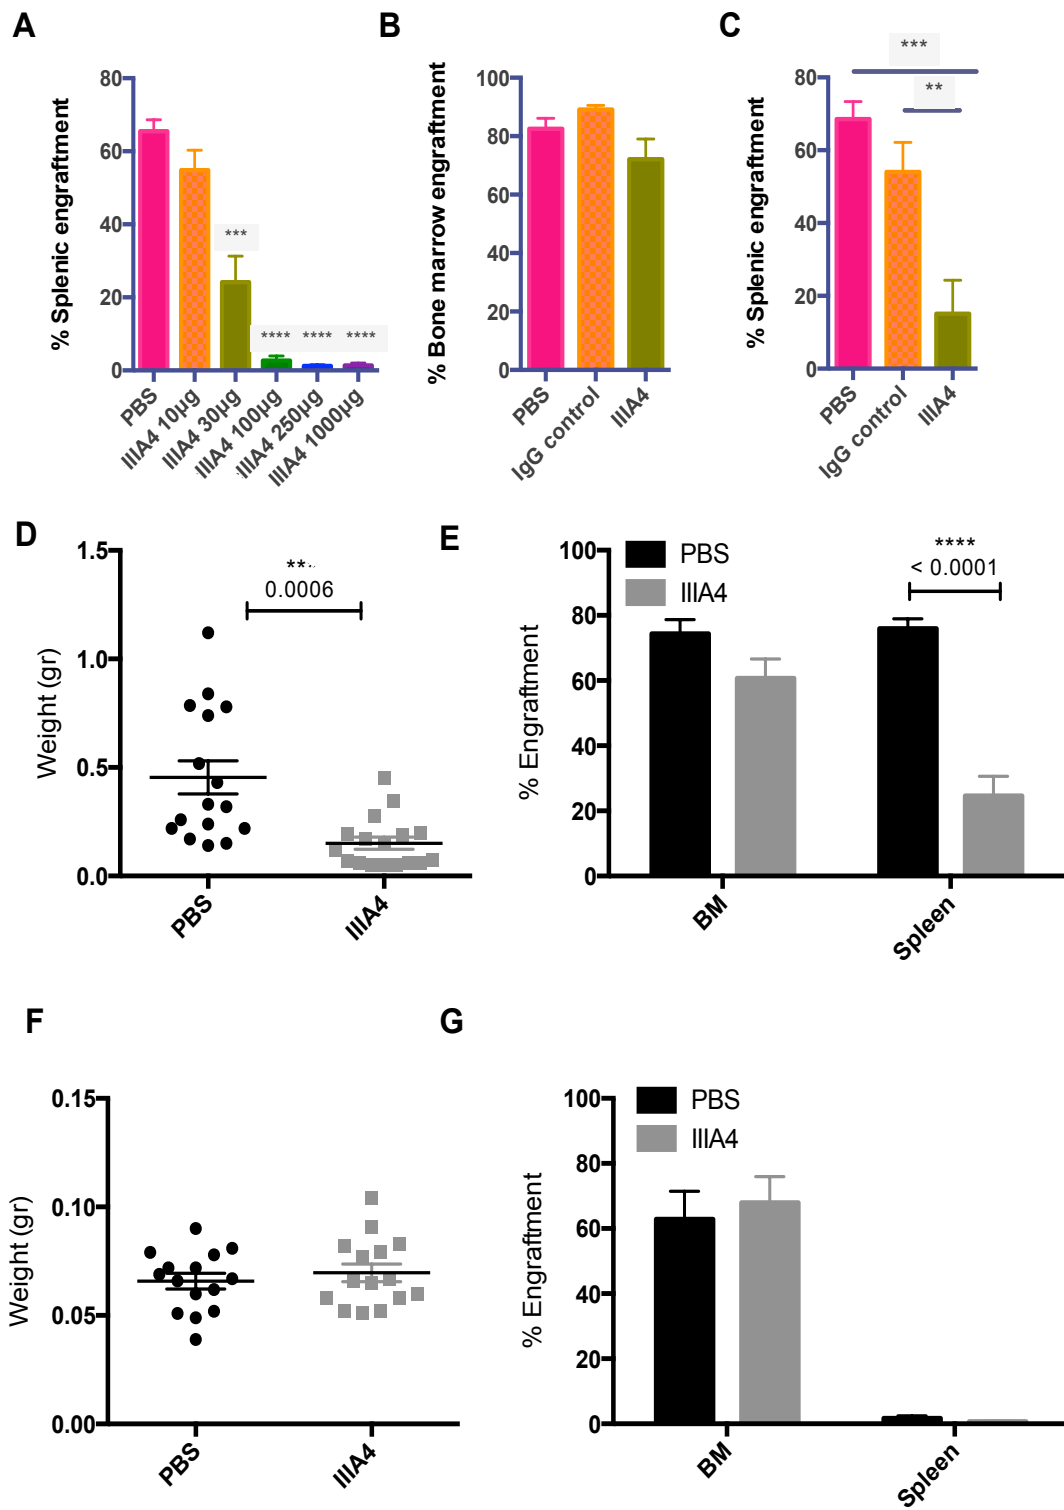 A
B
C
% Splenic engraftment
80
60
40
20
0
***
****
****
****
PBS
IIIA4 10µg
IIIA4 30µg
IIIA4 100µg
IIIA4 250µg
IIIA4 1000µg
% Bone marrow engraftment
100
80
60
40
20
0
PBS
IgG control
IIIA4
% Splenic engraftment
80
60
40
20
0
***
**
PBS
IgG control
IIIA4
D
E
Weight (gr)
1.5
1.0
0.5
0.0
0.0006
PBS
IIIA4
% Engraftment
100
80
60
40
20
0
PBS
IIIA4
****
< 0.0001
BM
Spleen
F
G
Weight (gr)
0.15
0.10
0.05
0.00
PBS
IIIA4
% Engraftment
100
80
60
40
20
0
PBS
IIIA4
BM
Spleen